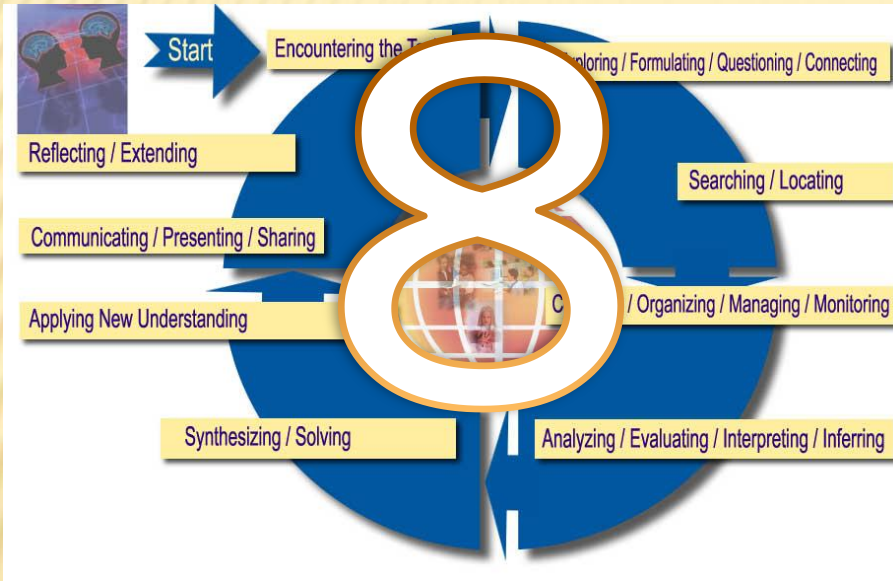 Start
Encountering the
8
/ Formulating / Questioning / Connecting
Searching / Locating
/ Organizing / Managing / Monitoring
Analyzing / Evaluating / Interpreting / Inferring
Synthesizing / Solving
Applying New Understanding
Communicating / Presenting / Sharing
Reflecting / Extending